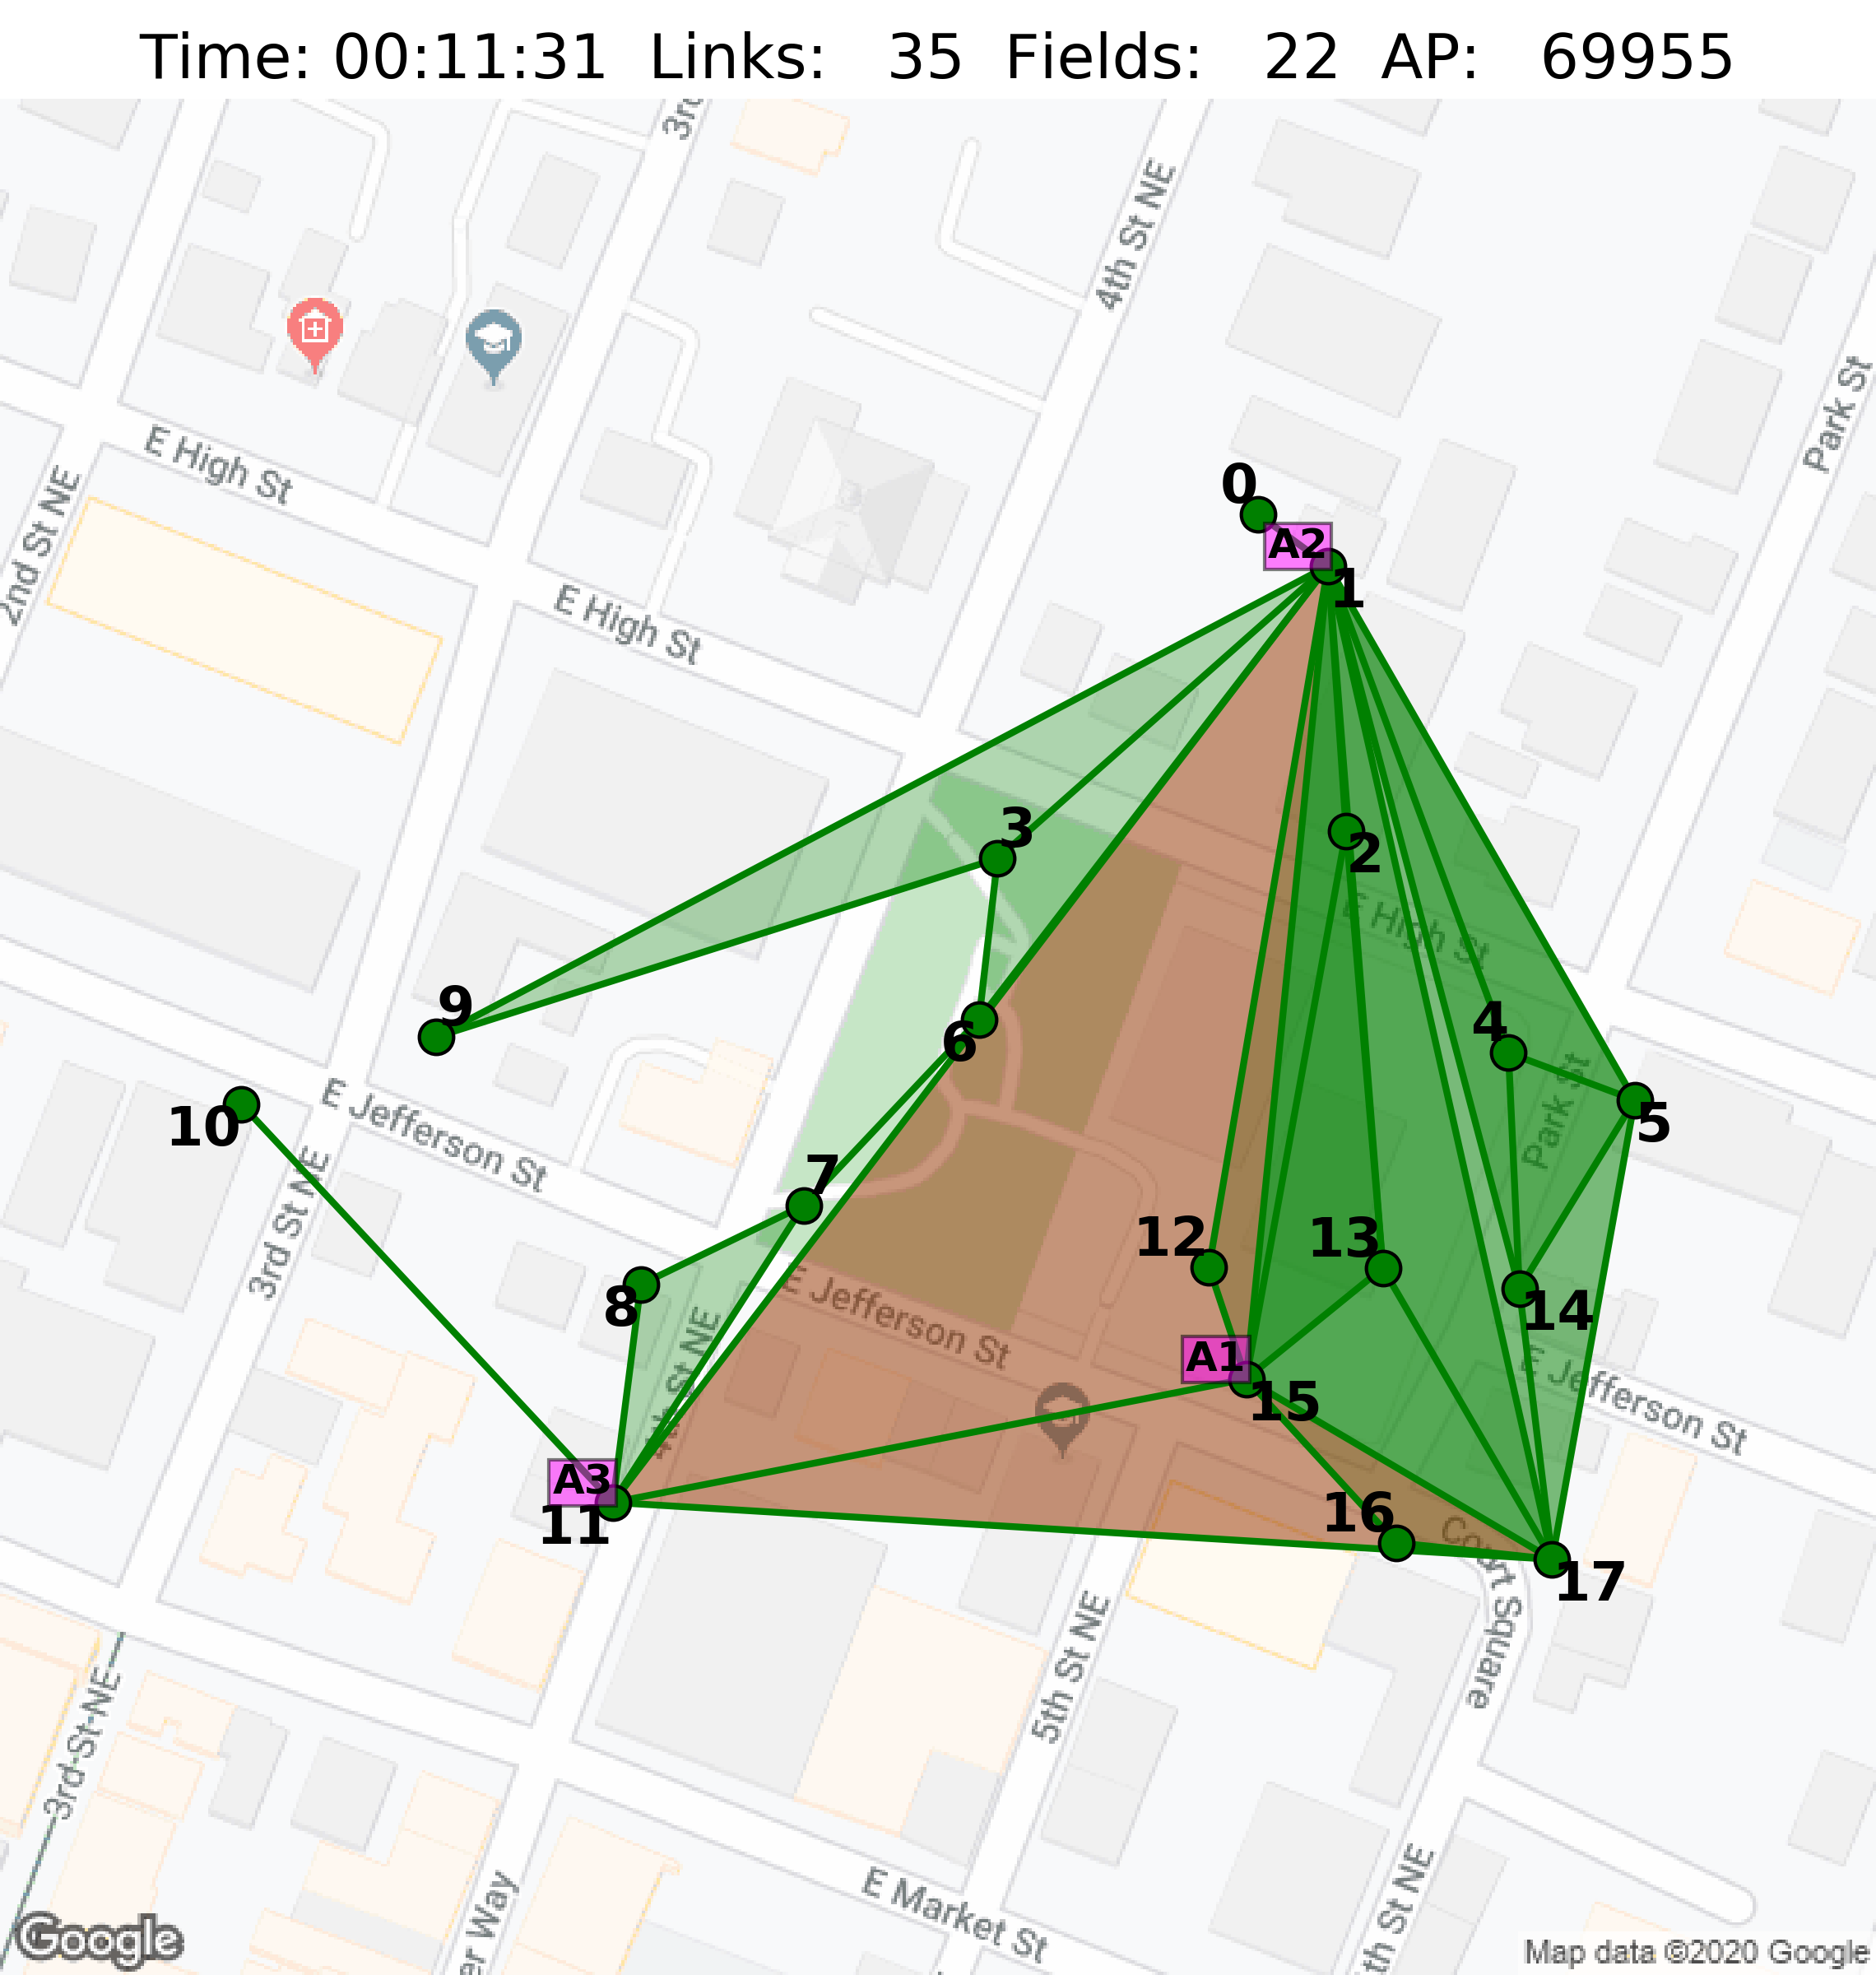 Time: 00:11:31 Links: 35 Fields: 22 AP: 69955
4th St NE
Park St
E High St
2nd St NE
0
A2
1
E High St
3
2
E High St
9
4
6
5
10
E Jefferson St
Park St
3rd St NE
7
12
13
8
14
E Jefferson St
4th St NE
A1
15
E Jefferson St
A3
11
16
Court Square
17
5th St NE
3rd St NE
E Market St
Google
Map data ©2020 Google